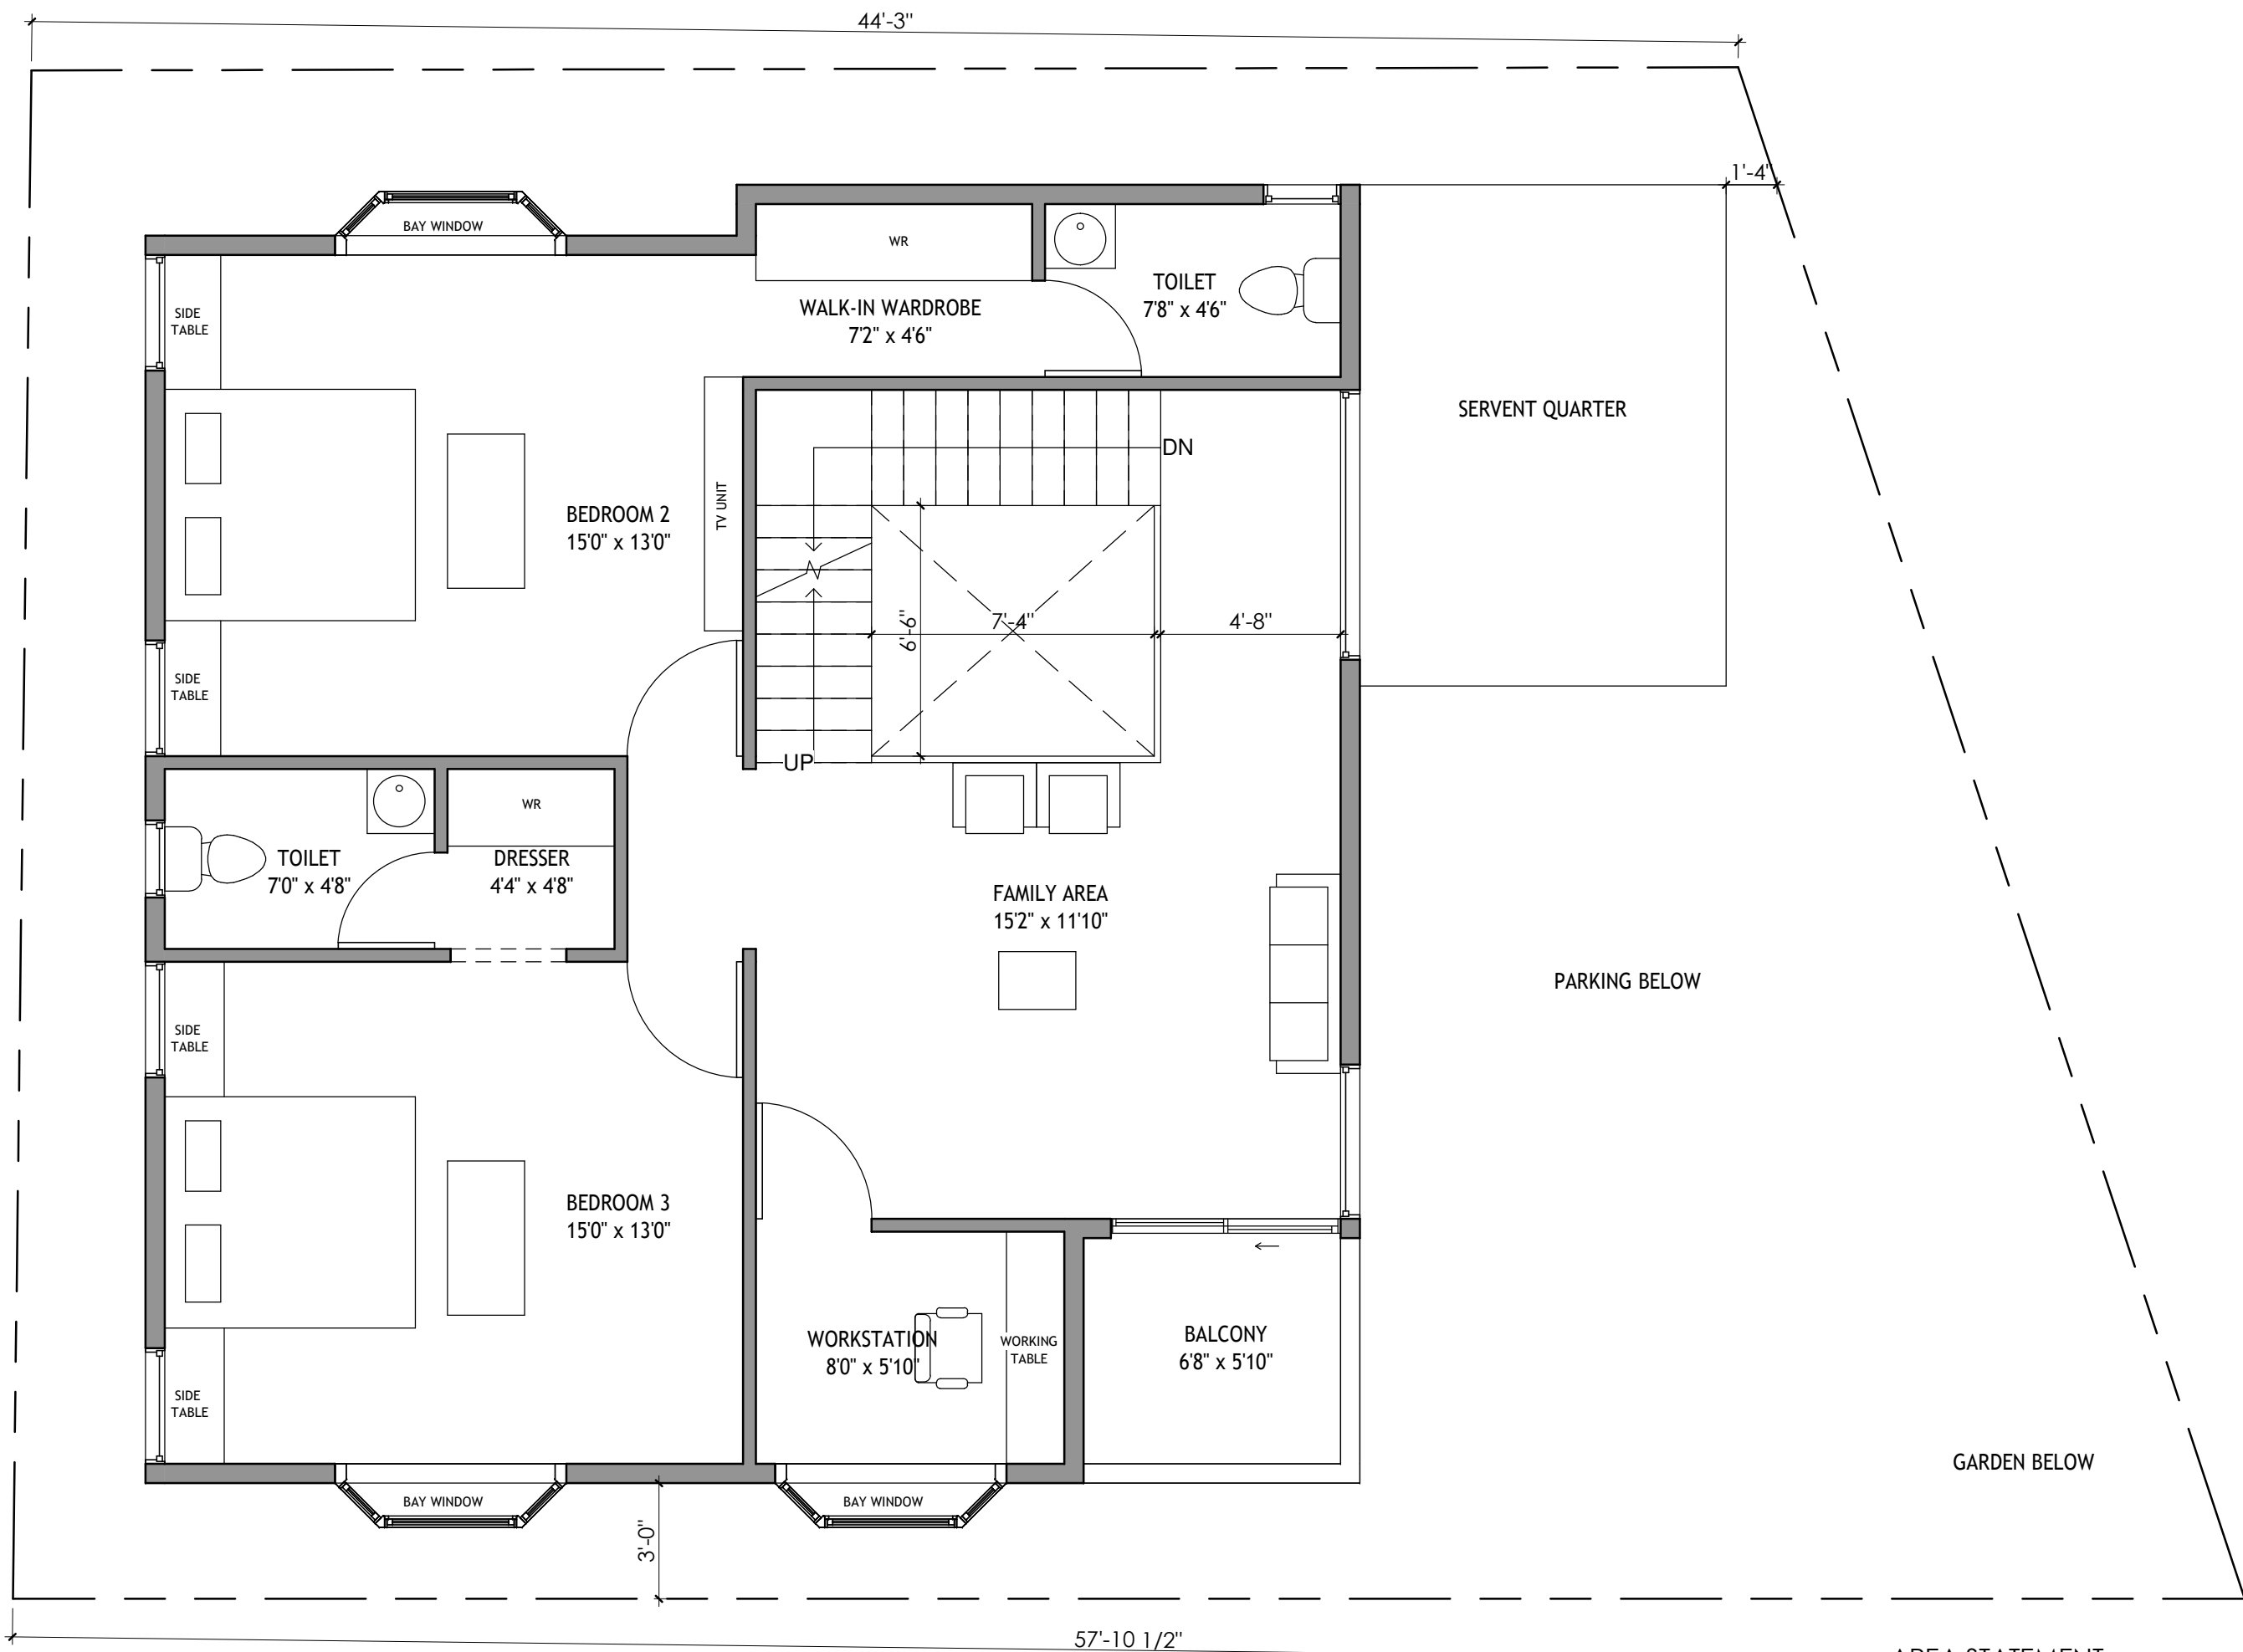 44'-3"
1'-4"
BAY WINDOW
WR
TOILET
7'8" x 4'6"
WALK-IN WARDROBE
7'2" x 4'6"
SIDE
TABLE
SERVENT QUARTER
DN
TV UNIT
BEDROOM 2
15'0" x 13'0"
6'-6"
7'-4"
4'-8"
SIDE
TABLE
UP
WR
TOILET
7'0" x 4'8"
DRESSER
4'4" x 4'8"
FAMILY AREA
15'2" x 11'10"
PARKING BELOW
SIDE
TABLE
BEDROOM 3
15'0" x 13'0"
WORKSTATION
8'0" x 5'10"
WORKING
TABLE
BALCONY
6'8" x 5'10"
SIDE
TABLE
GARDEN BELOW
BAY WINDOW
BAY WINDOW
3'-0"
57'-10 1/2"
AREA STATEMENT